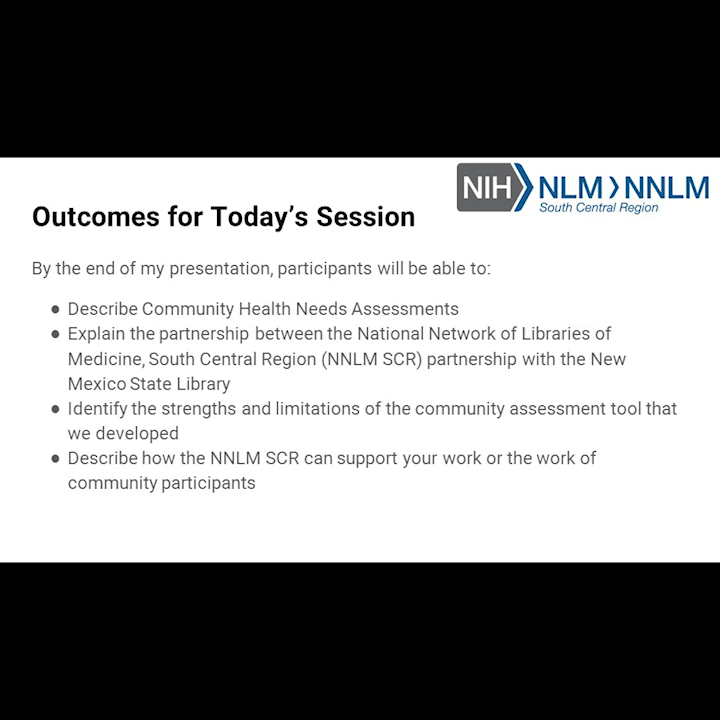 NIH NLM NNLM
South Central Region
Outcomes for Today's Session
By the end of my presentation, participants will be able to:
● Describe Community Health Needs Assessments
● Explain the partnership between the National Network of Libraries of
Medicine, South Central Region (NNLM SCR) partnership with the New
Mexico State Library
● Identify the strengths and limitations of the community assessment tool that
we developed
● Describe how the NNLM SCR can support your work or the work of
community participants